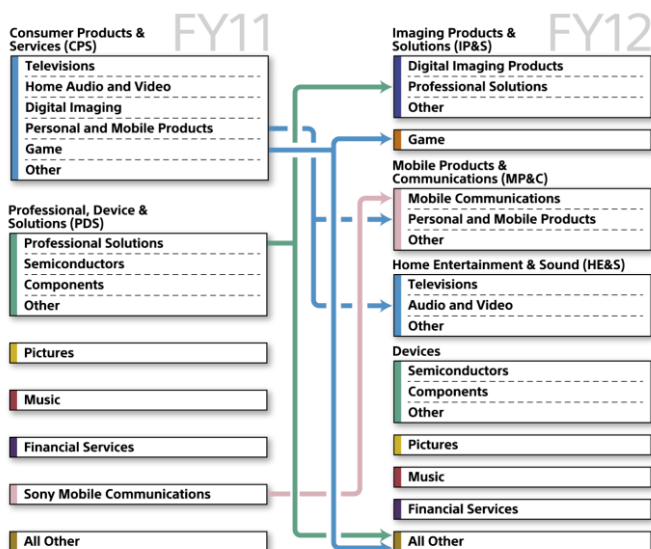 FY11
Consumer Products &
Services (CPS)
Televisions
Home Audio and Video
Digital Imaging
Personal and Mobile Products
Game
Other
Professional, Device &
Solutions (PDS)
Professional Solutions
Semiconductors
Components
Other
Pictures
Music
Financial Services
Sony Mobile Communications
All Other
FY12
Imaging Products &
Solutions (IP&S)
Digital Imaging Products
Professional Solutions
Other
Game
Mobile Products &
Communications (MP&C)
Mobile Communications
Personal and Mobile Products
Other
Home Entertainment & Sound (HE&S)
Televisions
Audio and Video
Other
Devices
Semiconductors
Components
Other
Pictures
Music
Financial Services
All Other